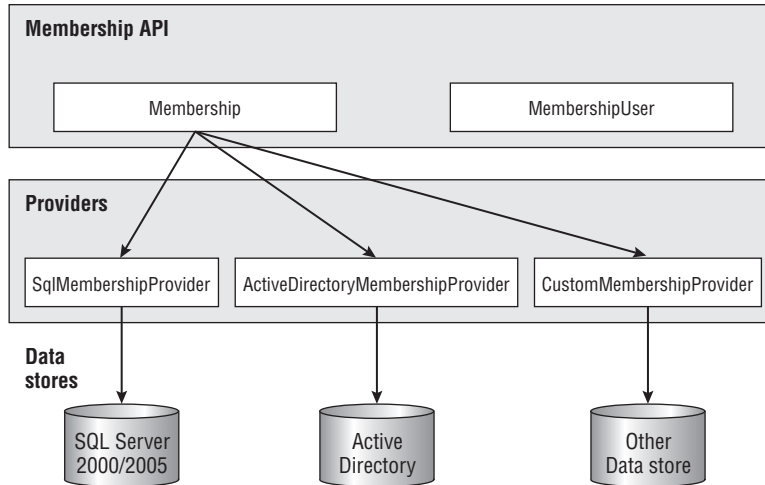 Membership API
Membership
MembershipUser
Providers
SqlMembershipProvider
ActiveDirectoryMembershipProvider
CustomMembershipProvider
Data
stores
SQL Server
2000/2005
Active
Directory
Other
Data store